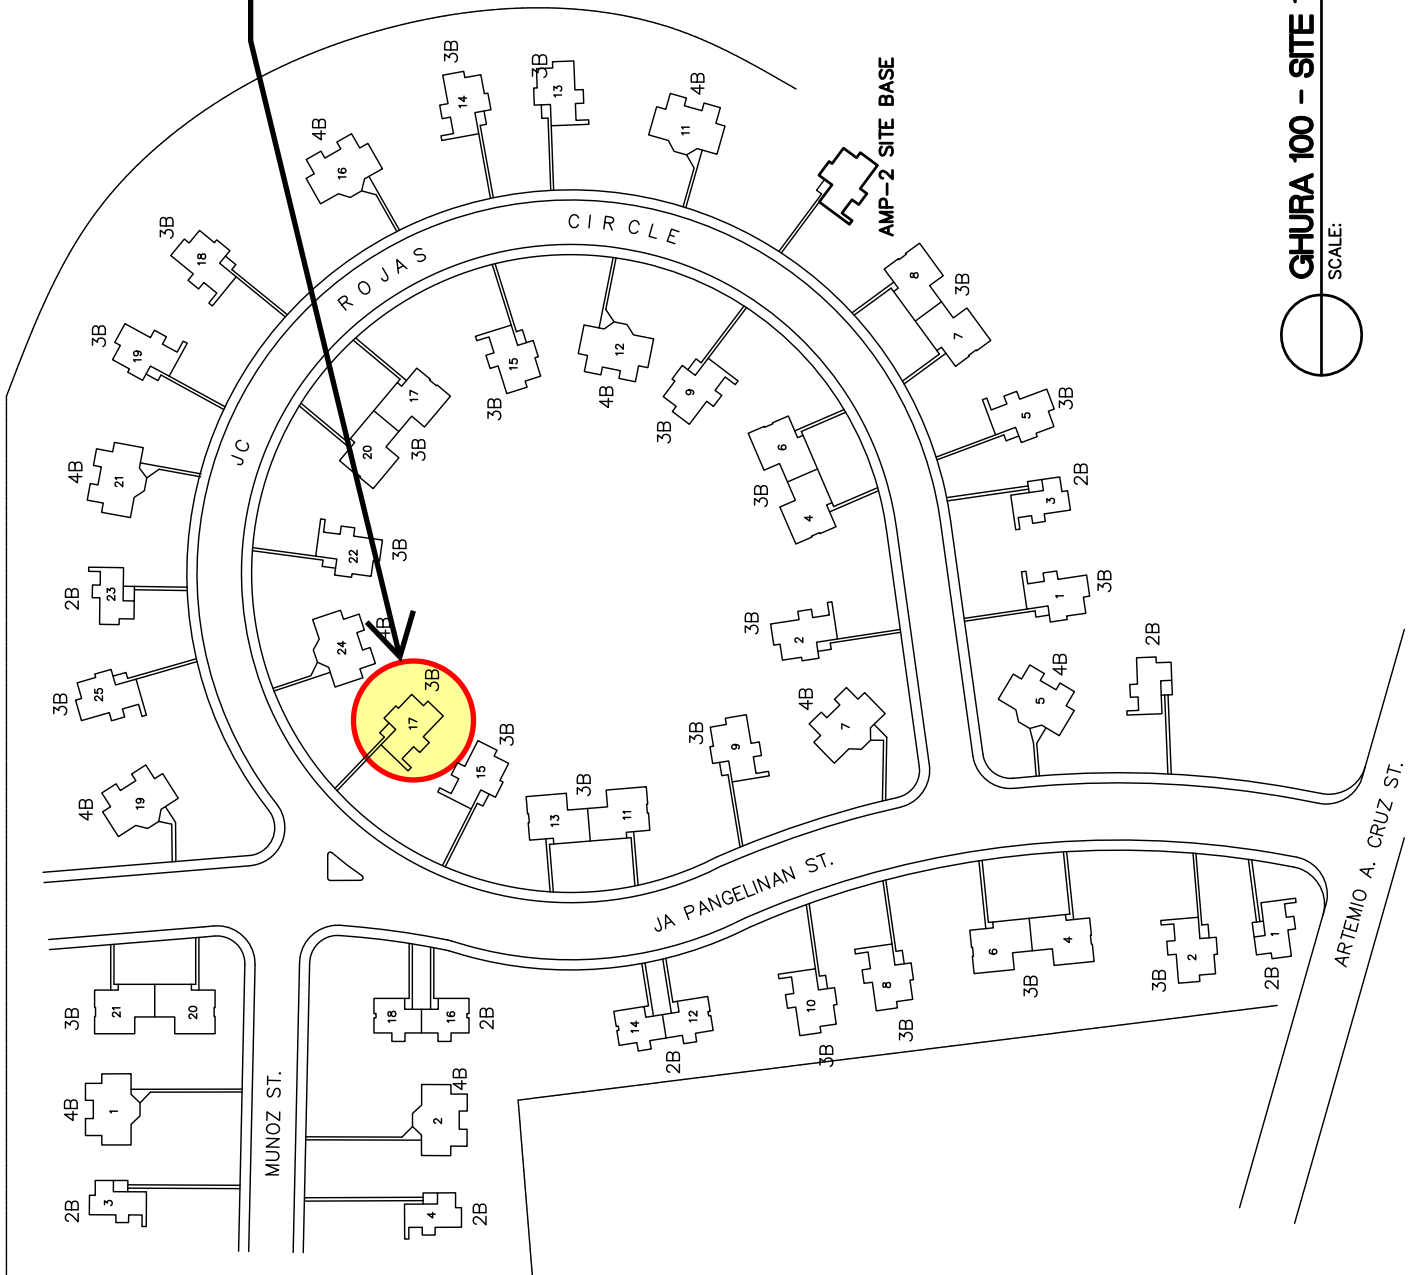 3B
14
3B
13
4B
11
4B
16
AMP-2 SITE BASE
GHURA 100 - SITE
SCALE:
3B
18
JC ROJAS CIRCLE
8
3B
7
3B
19
15
3B
12
4B
9
3B
17
3B
20
5
3B
4B
21
6
3B
4
3
2B
22
3B
2B
23
1
3B
2
3B
24
4B
3B
25
3B
17
2B
4B
5
4B
7
3B
9
3B
15
4B
19
3B
13
11
ARTEMIO A. CRUZ ST.
JA PANGELINAN ST.
6
4
3B
2
3B
1
2B
8
3B
10
3B
14
12
2B
18
16
2B
3B
21
20
MUNOZ ST.
4B
1
4B
2
2B
3
4
2B